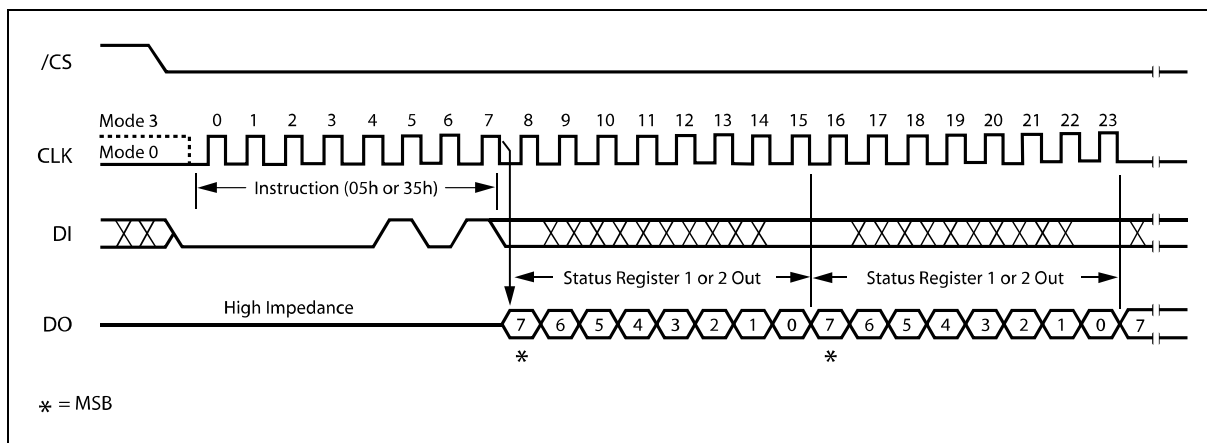 /CS
Mode 3
0 1 2 3 4 5 6 7 8 9 10 11 12 13 14 15 16 17 18 19 20 21 22 23
CLK
Mode 0
Instruction (05h or 35h)
DI
Status Register 1 or 2 Out
Status Register 1 or 2 Out
High Impedance
DO
7 6 5 4 3 2 1 0 7 6 5 4 3 2 1 0 7
* *
* = MSB